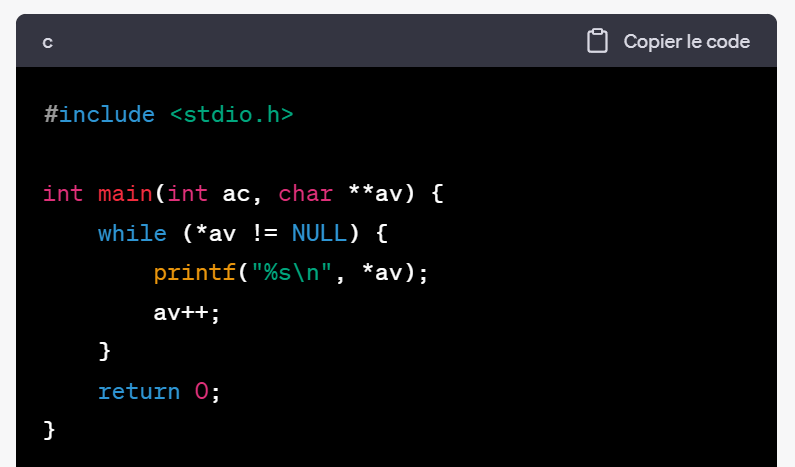 c Copier le code
#include <stdio.h>
int main(int ac, char **av) {
    while (*av != NULL) {
        printf("%s\n", *av);
        av++;
    }
    return 0;
}